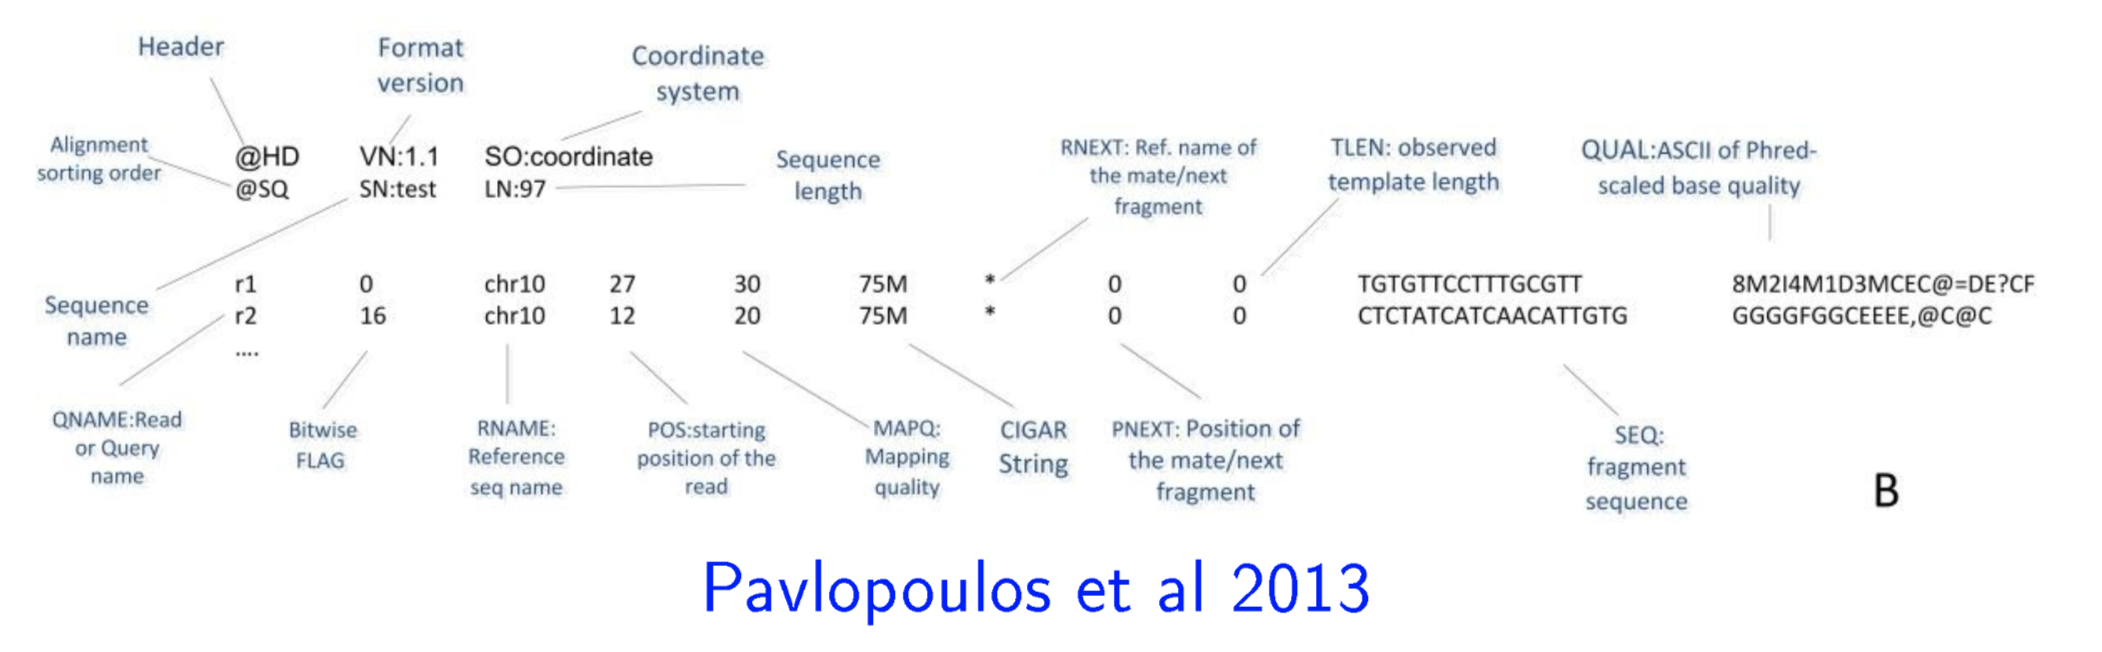 Header
Format
version
Coordinate
system
Alignment
sorting order
@HD VN:1.1 SO:coordinate
@SQ SN:test LN:97
Sequence
length
RNEXT: Ref. name of
the mate/next
fragment
TLEN: observed
template length
QUAL:ASCII of Phred-
scaled base quality
Sequence
name
r1 0 chr10 27 30 75M * 0 0 TGTGTTCCTTTGCGTT 8M2I4M1D3MCEC@=DE?CF
r2 16 chr10 12 20 75M * 0 0 CTCTATCATCAACATTGTG GGGGFGGCEEEE,@C@C
....
QNAME:Read
or Query
name
Bitwise
FLAG
RNAME:
Reference
seq name
POS:starting
position of the
read
MAPQ:
Mapping
quality
CIGAR
String
PNEXT: Position of
the mate/next
fragment
SEQ:
fragment
sequence
B
Pavlopoulos et al 2013